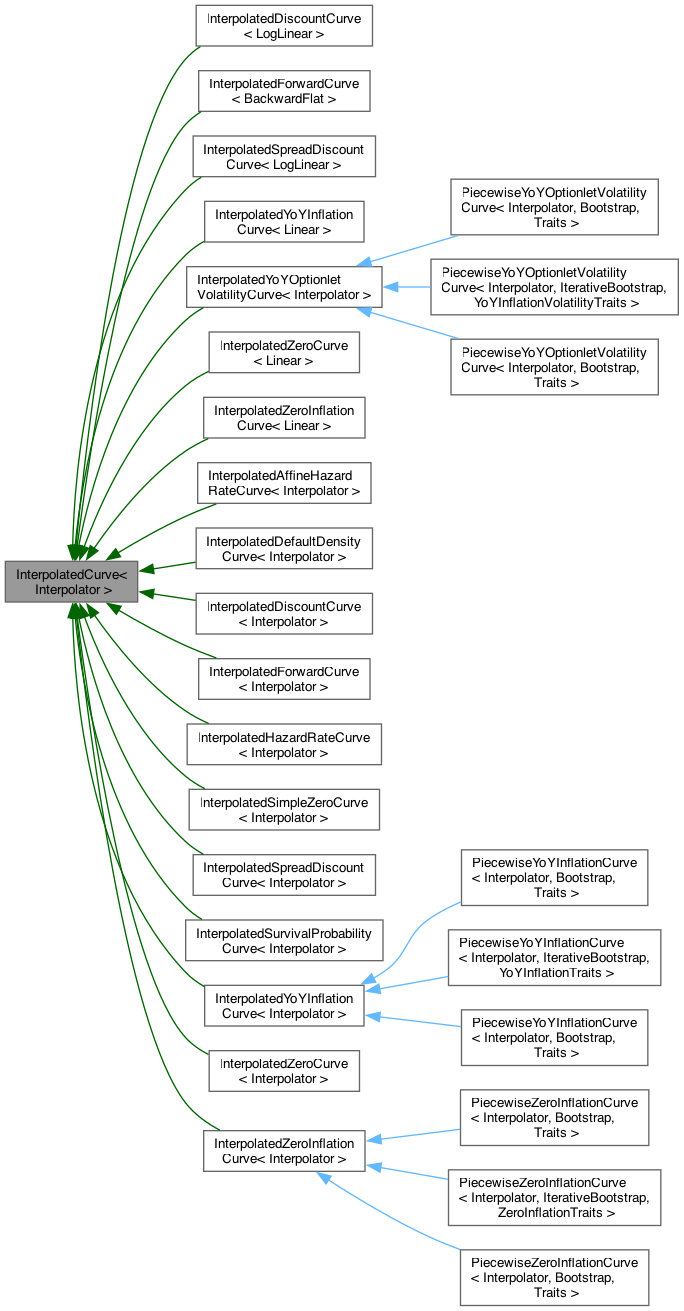 InterpolatedDiscountCurve
< LogLinear >
InterpolatedForwardCurve
< BackwardFlat >
InterpolatedSpreadDiscount
Curve< LogLinear >
InterpolatedYoYInflation
Curve< Linear >
InterpolatedYoYOptionlet
VolatilityCurve< Interpolator >
PiecewiseYoYOptionletVolatility
Curve< Interpolator, Bootstrap,
Traits >
PiecewiseYoYOptionletVolatility
Curve< Interpolator, IterativeBootstrap,
YoYInflationVolatilityTraits >
PiecewiseYoYOptionletVolatility
Curve< Interpolator, Bootstrap,
Traits >
InterpolatedZeroCurve
< Linear >
InterpolatedZeroInflation
Curve< Linear >
InterpolatedAffineHazard
RateCurve< Interpolator >
InterpolatedDefaultDensity
Curve< Interpolator >
InterpolatedCurve<
Interpolator >
InterpolatedDiscountCurve
< Interpolator >
InterpolatedForwardCurve
< Interpolator >
InterpolatedHazardRateCurve
< Interpolator >
InterpolatedSimpleZeroCurve
< Interpolator >
InterpolatedSpreadDiscount
Curve< Interpolator >
InterpolatedSurvivalProbability
Curve< Interpolator >
InterpolatedYoYInflation
Curve< Interpolator >
PiecewiseYoYInflationCurve
< Interpolator, Bootstrap,
Traits >
PiecewiseYoYInflationCurve
< Interpolator, IterativeBootstrap,
YoYInflationTraits >
PiecewiseYoYInflationCurve
< Interpolator, Bootstrap,
Traits >
InterpolatedZeroCurve
< Interpolator >
InterpolatedZeroInflation
Curve< Interpolator >
PiecewiseZeroInflationCurve
< Interpolator, Bootstrap,
Traits >
PiecewiseZeroInflationCurve
< Interpolator, IterativeBootstrap,
ZeroInflationTraits >
PiecewiseZeroInflationCurve
< Interpolator, Bootstrap,
Traits >